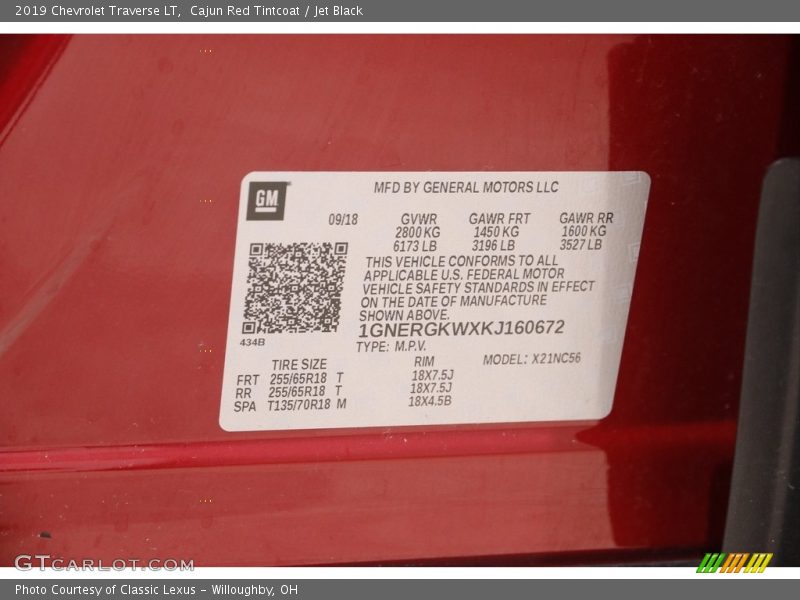 2019 Chevrolet Traverse LT,  Cajun Red Tintcoat / Jet Black
GM
MFD BY GENERAL MOTORS LLC
09/18 GVWR GAWR FRT GAWR RR
2800 KG 1450 KG 1600 KG
6173 LB 3196 LB 3527 LB
THIS VEHICLE CONFORMS TO ALL
APPLICABLE U.S. FEDERAL MOTOR
VEHICLE SAFETY STANDARDS IN EFFECT
ON THE DATE OF MANUFACTURE
SHOWN ABOVE.
1GNERGKWXKJ160672
434B
TYPE: M.P.V.
TIRE SIZE RIM MODEL: X21NC56
FRT 255/65R18 T 18X7.5J
RR 255/65R18 T 18X7.5J
SPA T135/70R18 M 18X4.5B
GTCARLOT.COM
Photo Courtesy of Classic Lexus - Willoughby, OH